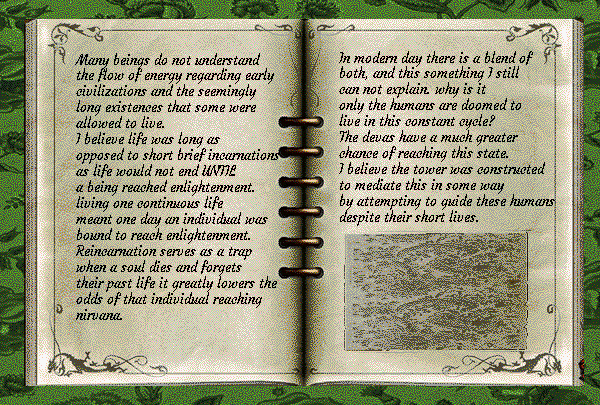 Many beings do not understand
the flow of energy regarding early
civilizations and the seemingly
long existences that some were
allowed to live.
I believe life was long as
opposed to short brief incarnations
as life would not end UNTIL
a being reached enlightenment.
living one continuous life
meant one day an individual was
bound to reach enlightenment.
Reincarnation serves as a trap
when a soul dies and forgets
their past life it greatly lowers the
odds of that individual reaching
nirvana.
In modern day there is a blend of
both, and this something I still
can not explain. why is it
only the humans are doomed to
live in this constant cycle?
The devas have a much greater
chance of reaching this state.
I believe the tower was constructed
to mediate this in some way
by attempting to guide these humans
despite their short lives.